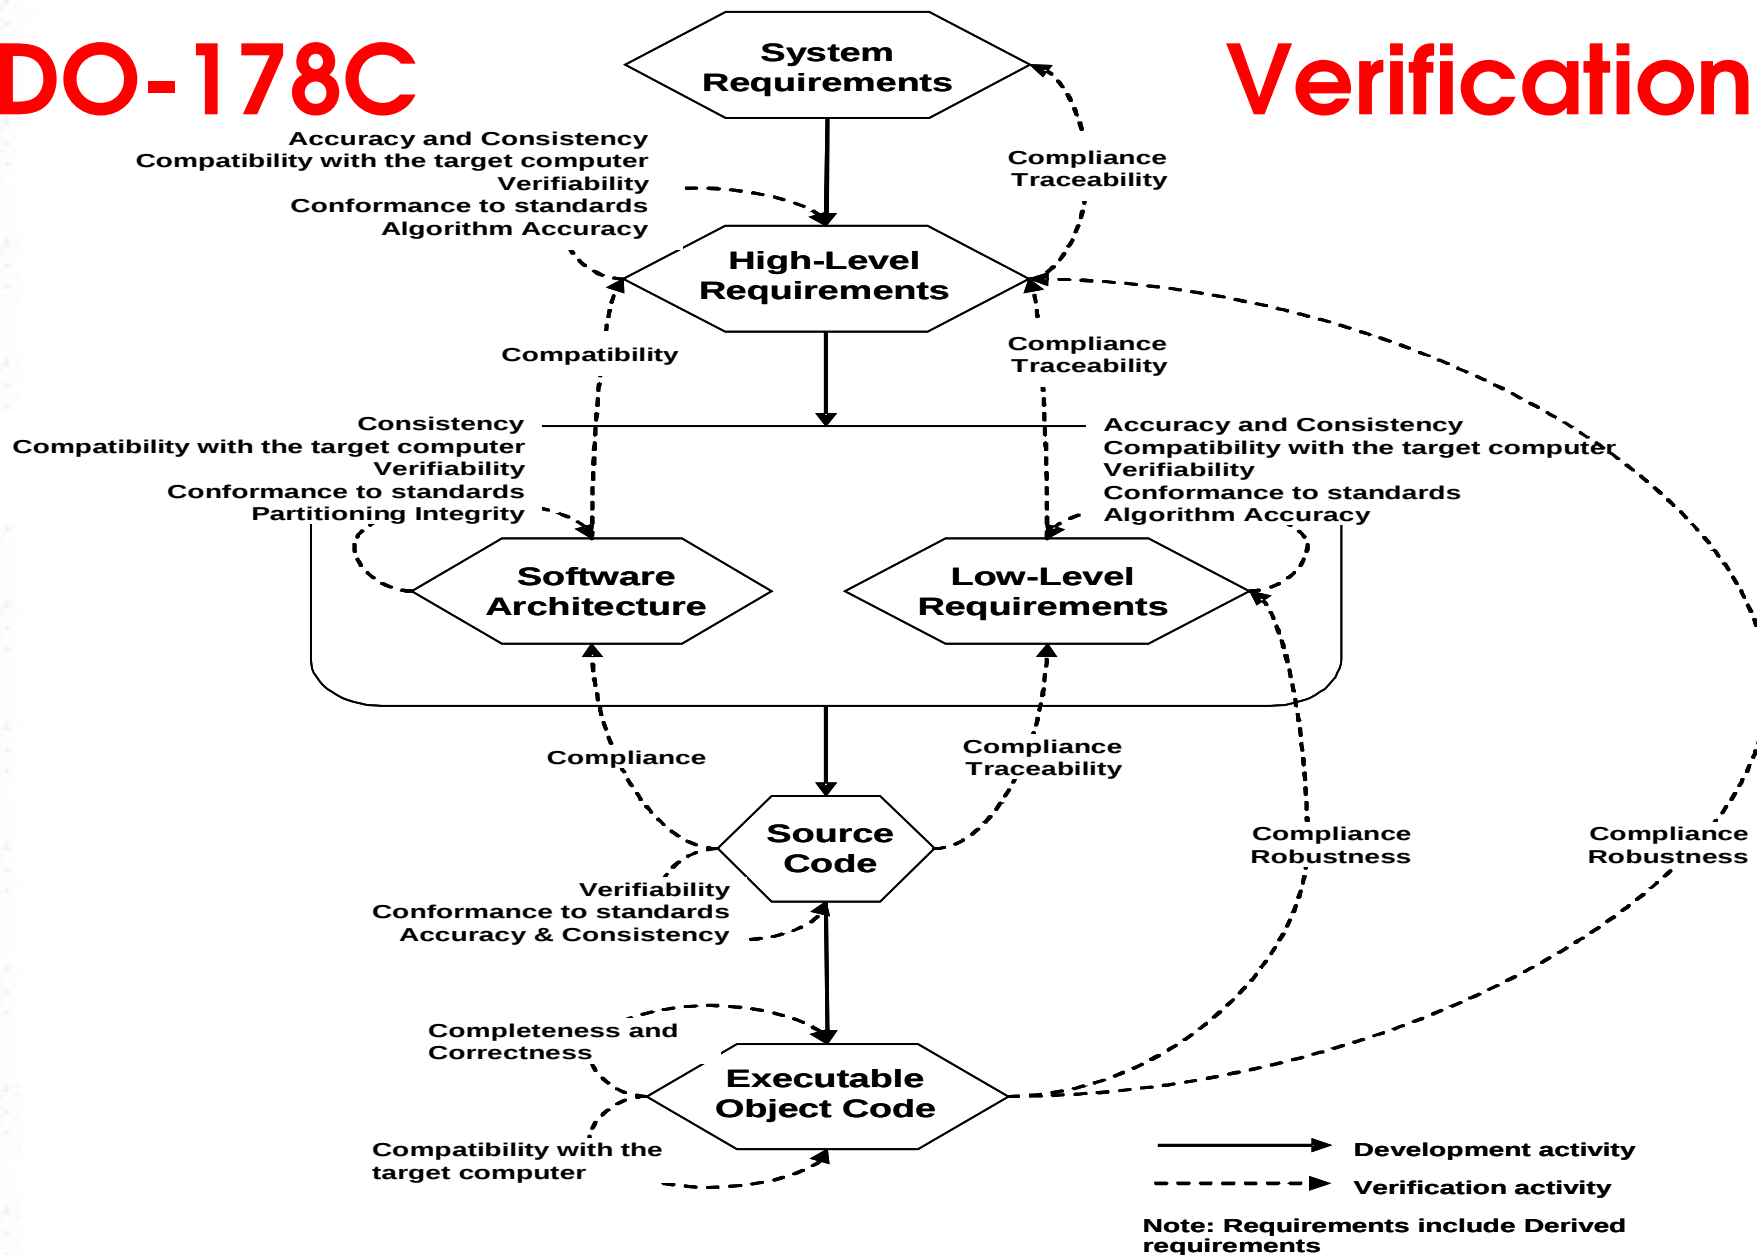 DO-178C
Verification
System
Requirements
Accuracy and Consistency
Compatibility with the target computer
Verifiability
Conformance to standards
Algorithm Accuracy
Compliance
Traceability
High-Level
Requirements
Compatibility
Compliance
Traceability
Consistency
Compatibility with the target computer
Verifiability
Conformance to standards
Partitioning Integrity
Accuracy and Consistency
Compatibility with the target computer
Verifiability
Conformance to standards
Algorithm Accuracy
Software
Architecture
Low-Level
Requirements
Compliance
Compliance
Traceability
Source
Code
Compliance
Robustness
Compliance
Robustness
Verifiability
Conformance to standards
Accuracy & Consistency
Completeness and
Correctness
Executable
Object Code
Compatibility with the
target computer
Development activity
Verification activity
Note: Requirements include Derived
requirements